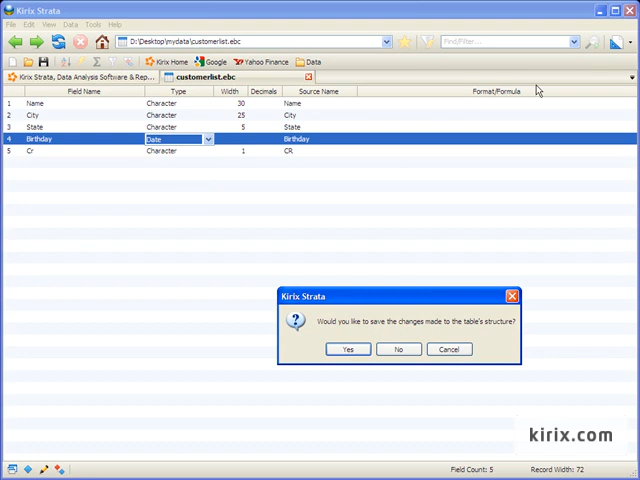 Kirix Strata
File Edit View Data Tools Help
D:\Desktop\mydata\customerlist.ebc
Find/Filter...
Kirix Home Google Yahoo Finance Data
Kirix Strata, Data Analysis Software & Rep... customerlist.ebc
Field Name Type Width Decimals Source Name Format/Formula
1 Name Character 30 Name
2 City Character 25 City
3 State Character 5 State
4 Birthday Date Birthday
5 Cr Character 1 CR
Kirix Strata
Would you like to save the changes made to the table's structure?
Yes No Cancel
kirix.com
Field Count: 5 Record Width: 72